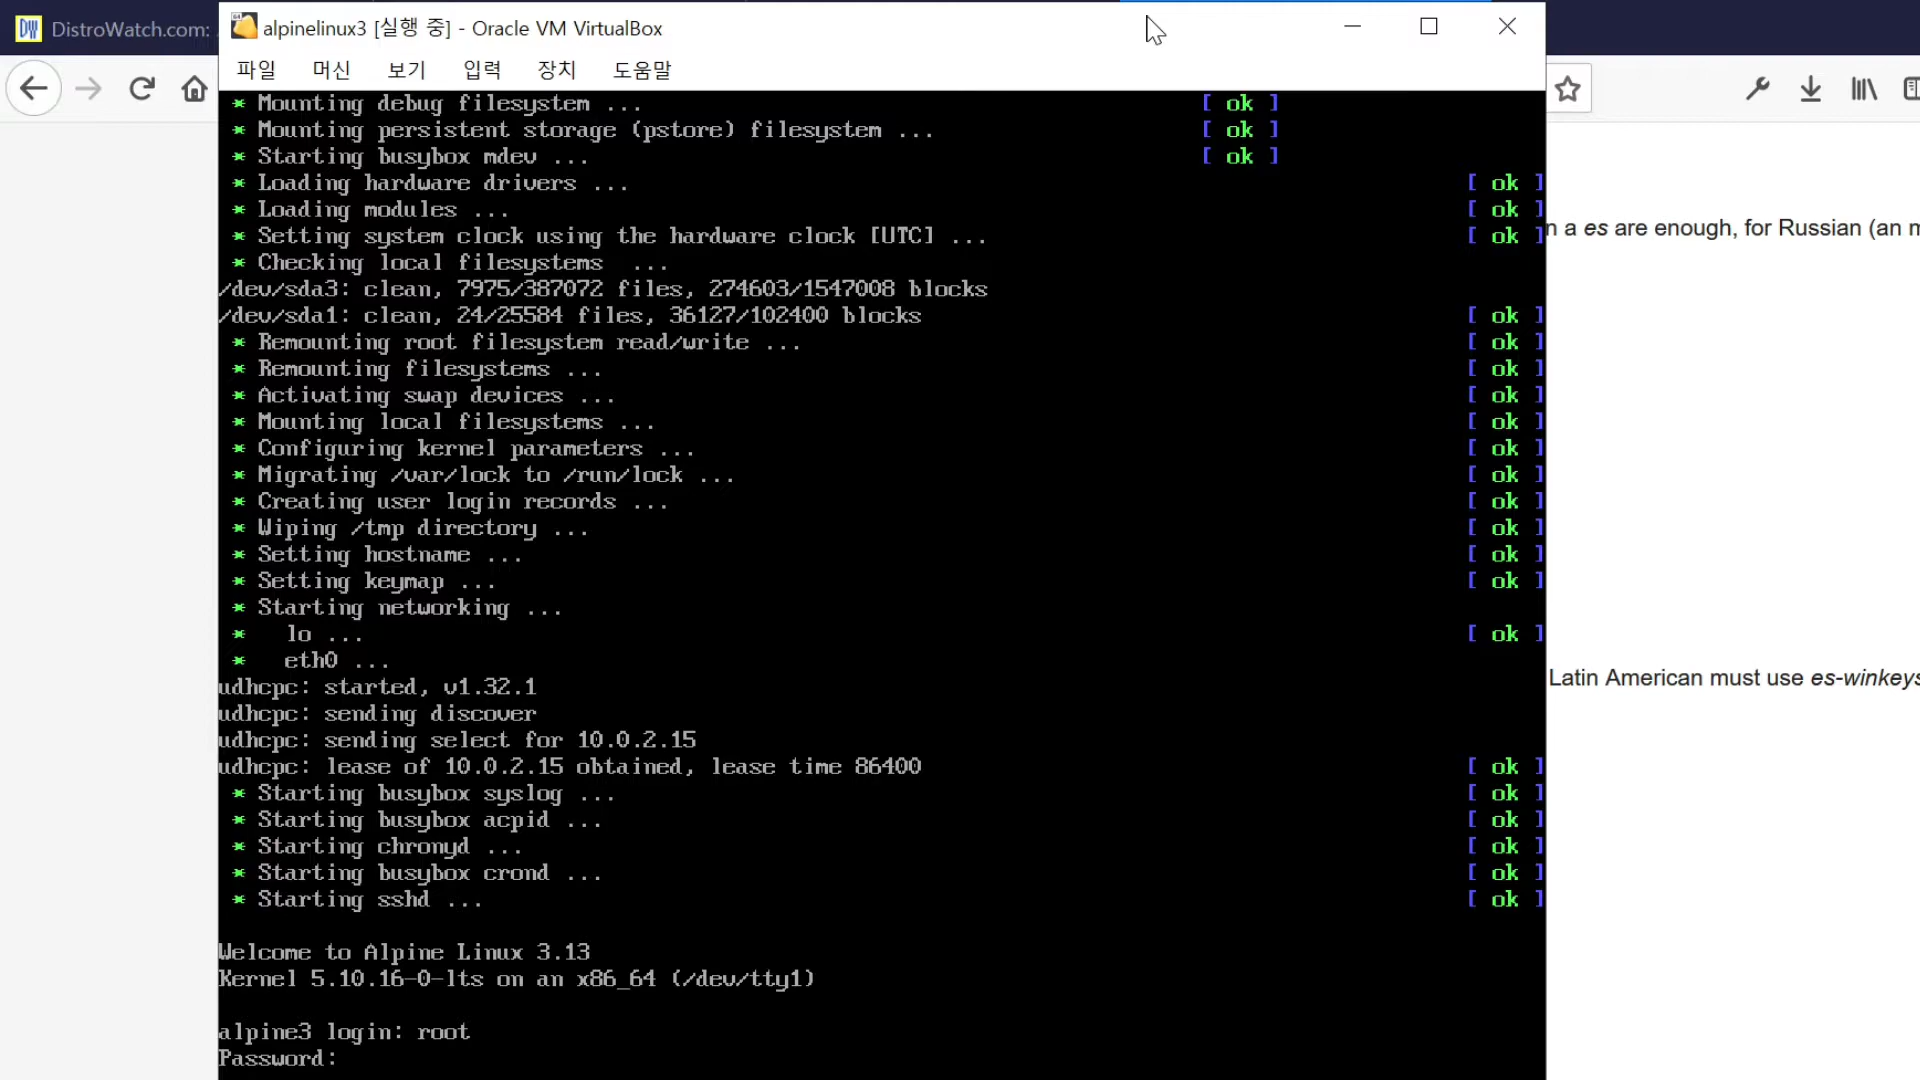 DistroWatch.com:
alpinelinux3 [실행 중] - Oracle VM VirtualBox
파일 머신 보기 입력 장치 도움말
* Mounting debug filesystem ... [ ok ]
* Mounting persistent storage (pstore) filesystem ... [ ok ]
* Starting busybox mdev ... [ ok ]
* Loading hardware drivers ... [ ok ]
* Loading modules ... [ ok ]
* Setting system clock using the hardware clock [UTC] ... [ ok ]
* Checking local filesystems ...
/dev/sda3: clean, 7975/387072 files, 274603/1547008 blocks
/dev/sda1: clean, 24/25584 files, 36127/102400 blocks [ ok ]
* Remounting root filesystem read/write ... [ ok ]
* Remounting filesystems ... [ ok ]
* Activating swap devices ... [ ok ]
* Mounting local filesystems ... [ ok ]
* Configuring kernel parameters ... [ ok ]
* Migrating /var/lock to /run/lock ... [ ok ]
* Creating user login records ... [ ok ]
* Wiping /tmp directory ... [ ok ]
* Setting hostname ... [ ok ]
* Setting keymap ... [ ok ]
* Starting networking ...
* lo ... [ ok ]
* eth0 ...
udhcpc: started, v1.32.1
udhcpc: sending discover
udhcpc: sending select for 10.0.2.15
udhcpc: lease of 10.0.2.15 obtained, lease time 86400 [ ok ]
* Starting busybox syslog ... [ ok ]
* Starting busybox acpid ... [ ok ]
* Starting chronyd ... [ ok ]
* Starting busybox crond ... [ ok ]
* Starting sshd ... [ ok ]
Welcome to Alpine Linux 3.13
Kernel 5.10.16-0-lts on an x86_64 (/dev/tty1)
alpine3 login: root
Password:
a es are enough, for Russian (an
Latin American must use es-winkeys